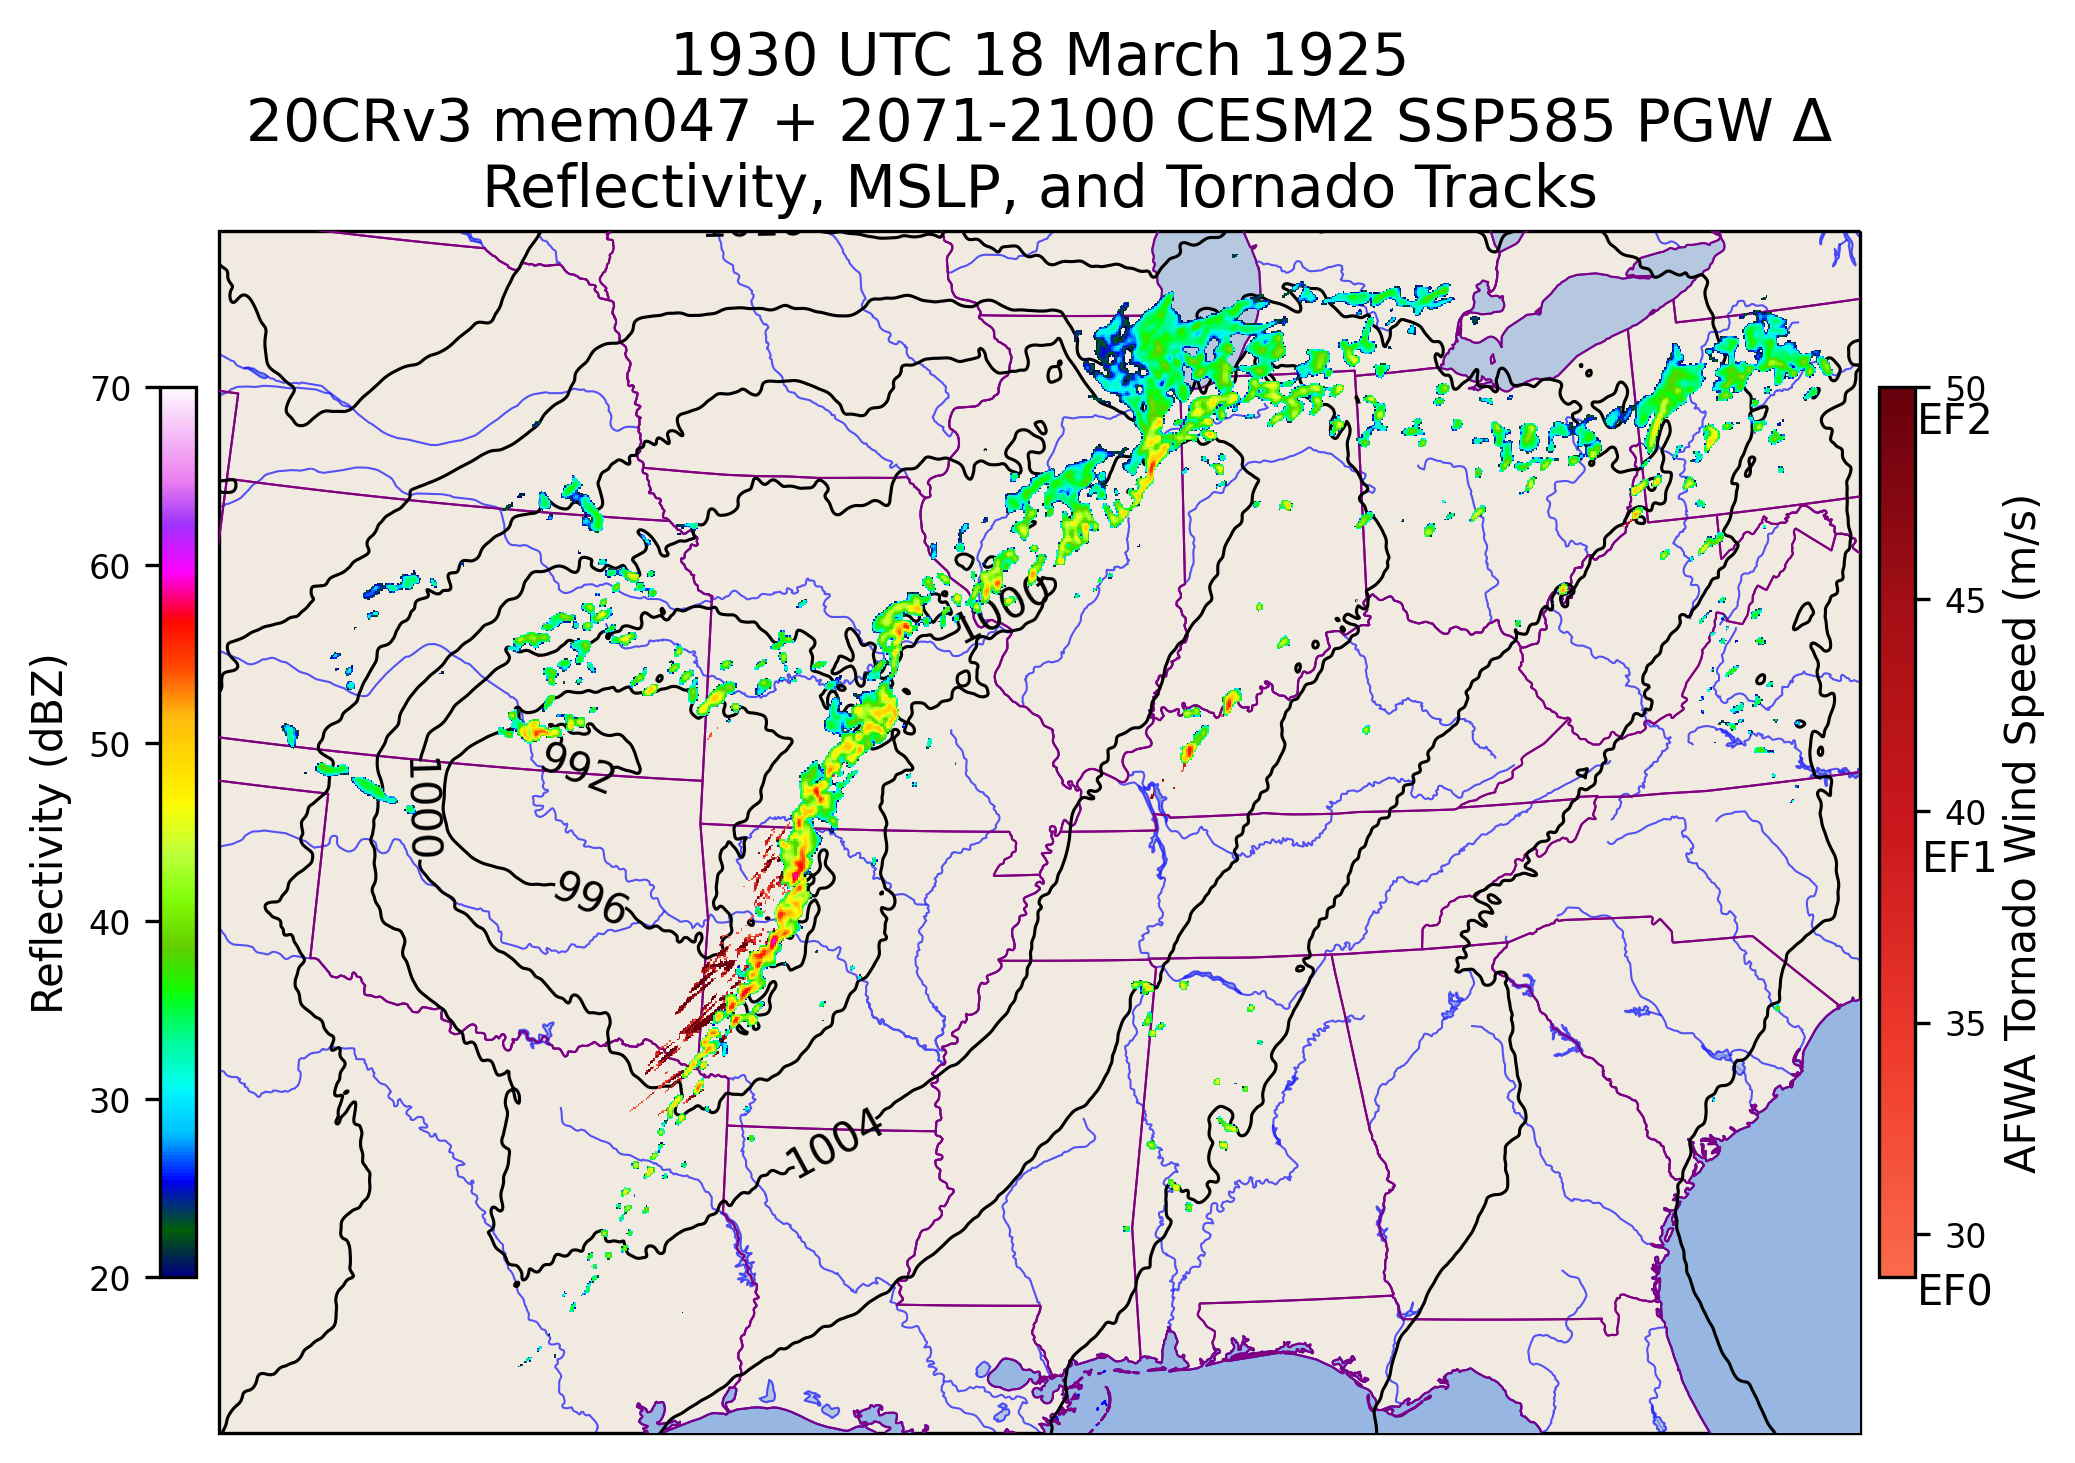 1930 UTC 18 March 1925
20CRv3 mem047 + 2071-2100 CESM2 SSP585 PGW Δ
Reflectivity, MSLP, and Tornado Tracks
70
60
50
40
30
20
Reflectivity (dBZ)
1000
992
996
1000
1004
50
EF2
45
40
EF1
35
30
EF0
AFWA Tornado Wind Speed (m/s)